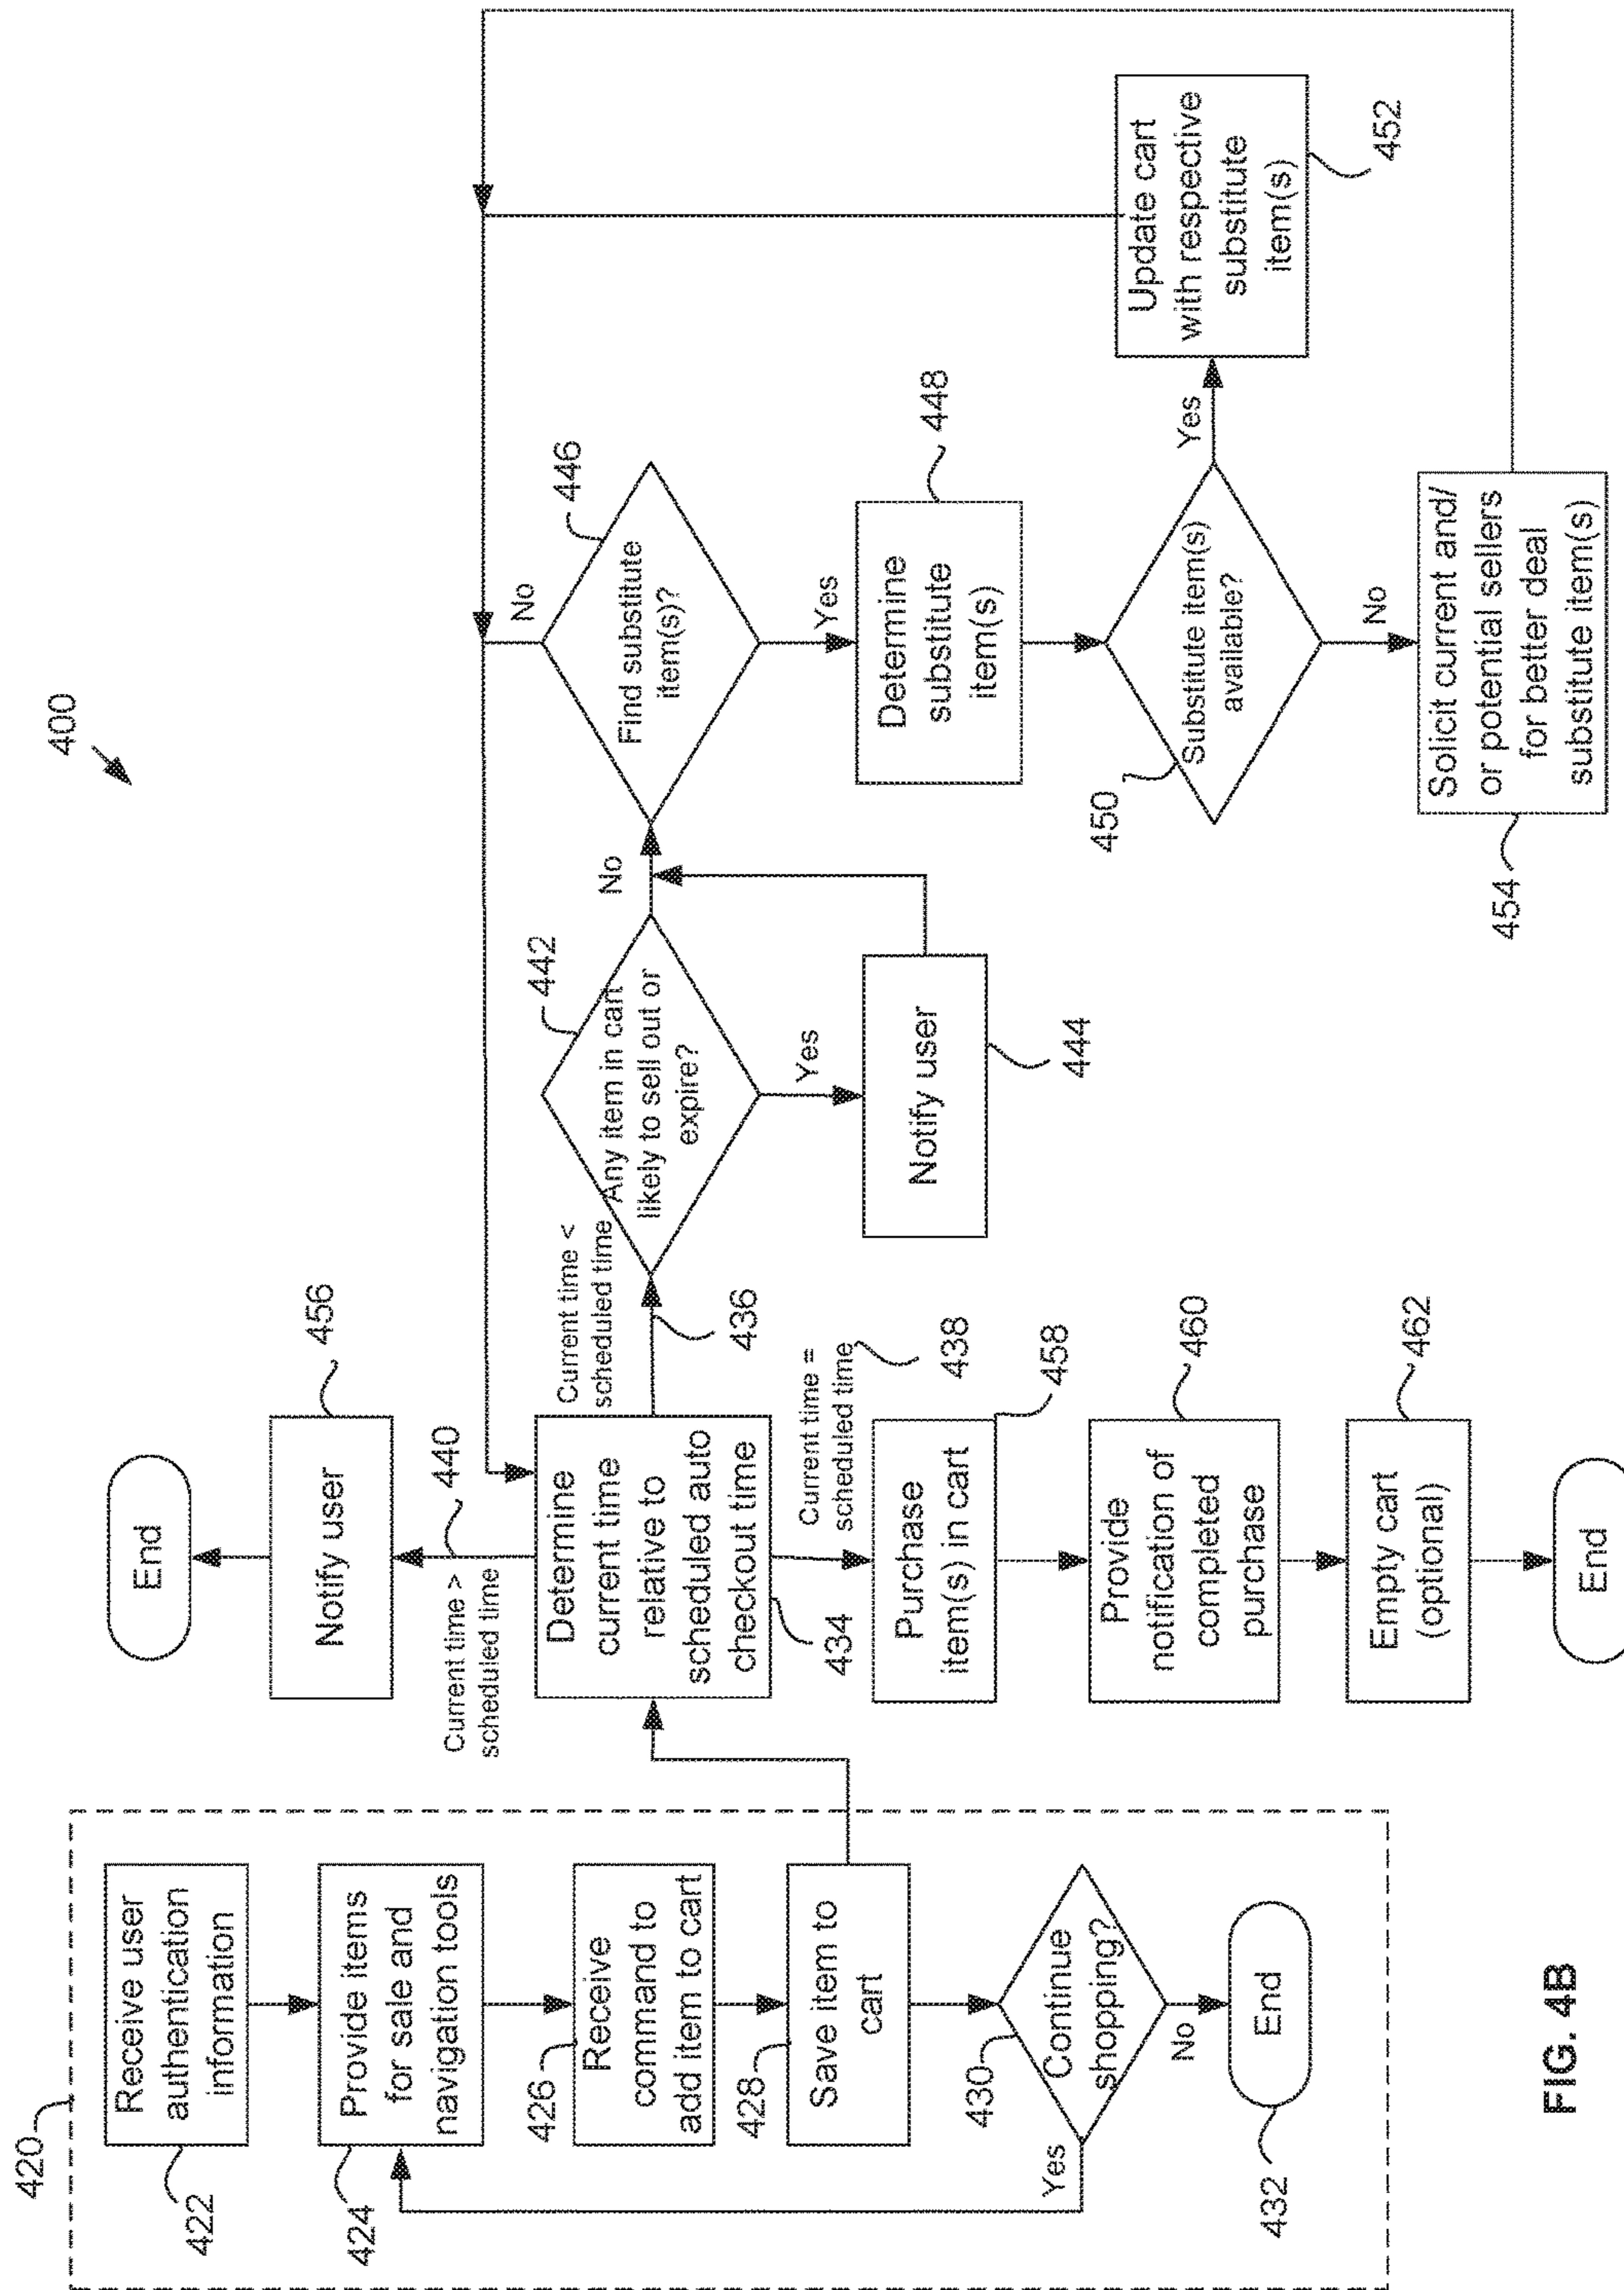 400
420
Receive user
authentication
information
422
Provide items
for sale and
navigation tools
424
Receive
command to
add item to cart
426
Save item to
cart
428
Continue
shopping?
430
Yes
No
End
432
End
Notify user
456
Current time >
scheduled time
440
Determine
current time
relative to
scheduled auto
checkout time
434
Current time <
scheduled time
436
Current time =
scheduled time
438
Purchase
item(s) in cart
458
Provide
notification of
completed
purchase
460
Empty cart
(optional)
462
End
Any item in cart
likely to sell out or
expire?
442
No
Yes
Notify user
444
Find substitute
item(s)?
446
No
Yes
Determine
substitute
item(s)
448
Substitute item(s)
available?
450
Yes
No
Update cart
with respective
substitute
item(s)
452
Solicit current and/
or potential sellers
for better deal
substitute item(s)
454
FIG. 4B